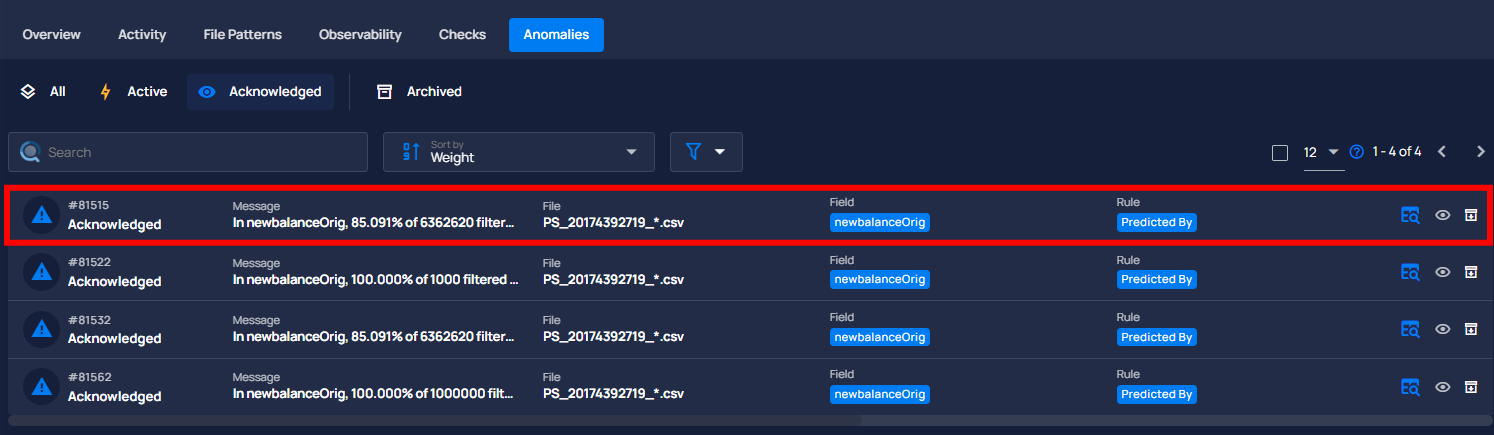 Overview Activity File Patterns Observability Checks Anomalies
All Active Acknowledged Archived
Search Sort by Weight 12 1 - 4 of 4
#81515 Message File Field Rule
Acknowledged In newbalanceOrig, 85.091% of 6362620 filter... PS_20174392719_*.csv newbalanceOrig Predicted By
#81522 Message File Field Rule
Acknowledged In newbalanceOrig, 100.000% of 1000 filtered ... PS_20174392719_*.csv newbalanceOrig Predicted By
#81532 Message File Field Rule
Acknowledged In newbalanceOrig, 85.091% of 6362620 filter... PS_20174392719_*.csv newbalanceOrig Predicted By
#81562 Message File Field Rule
Acknowledged In newbalanceOrig, 100.000% of 1000000 filt... PS_20174392719_*.csv newbalanceOrig Predicted By